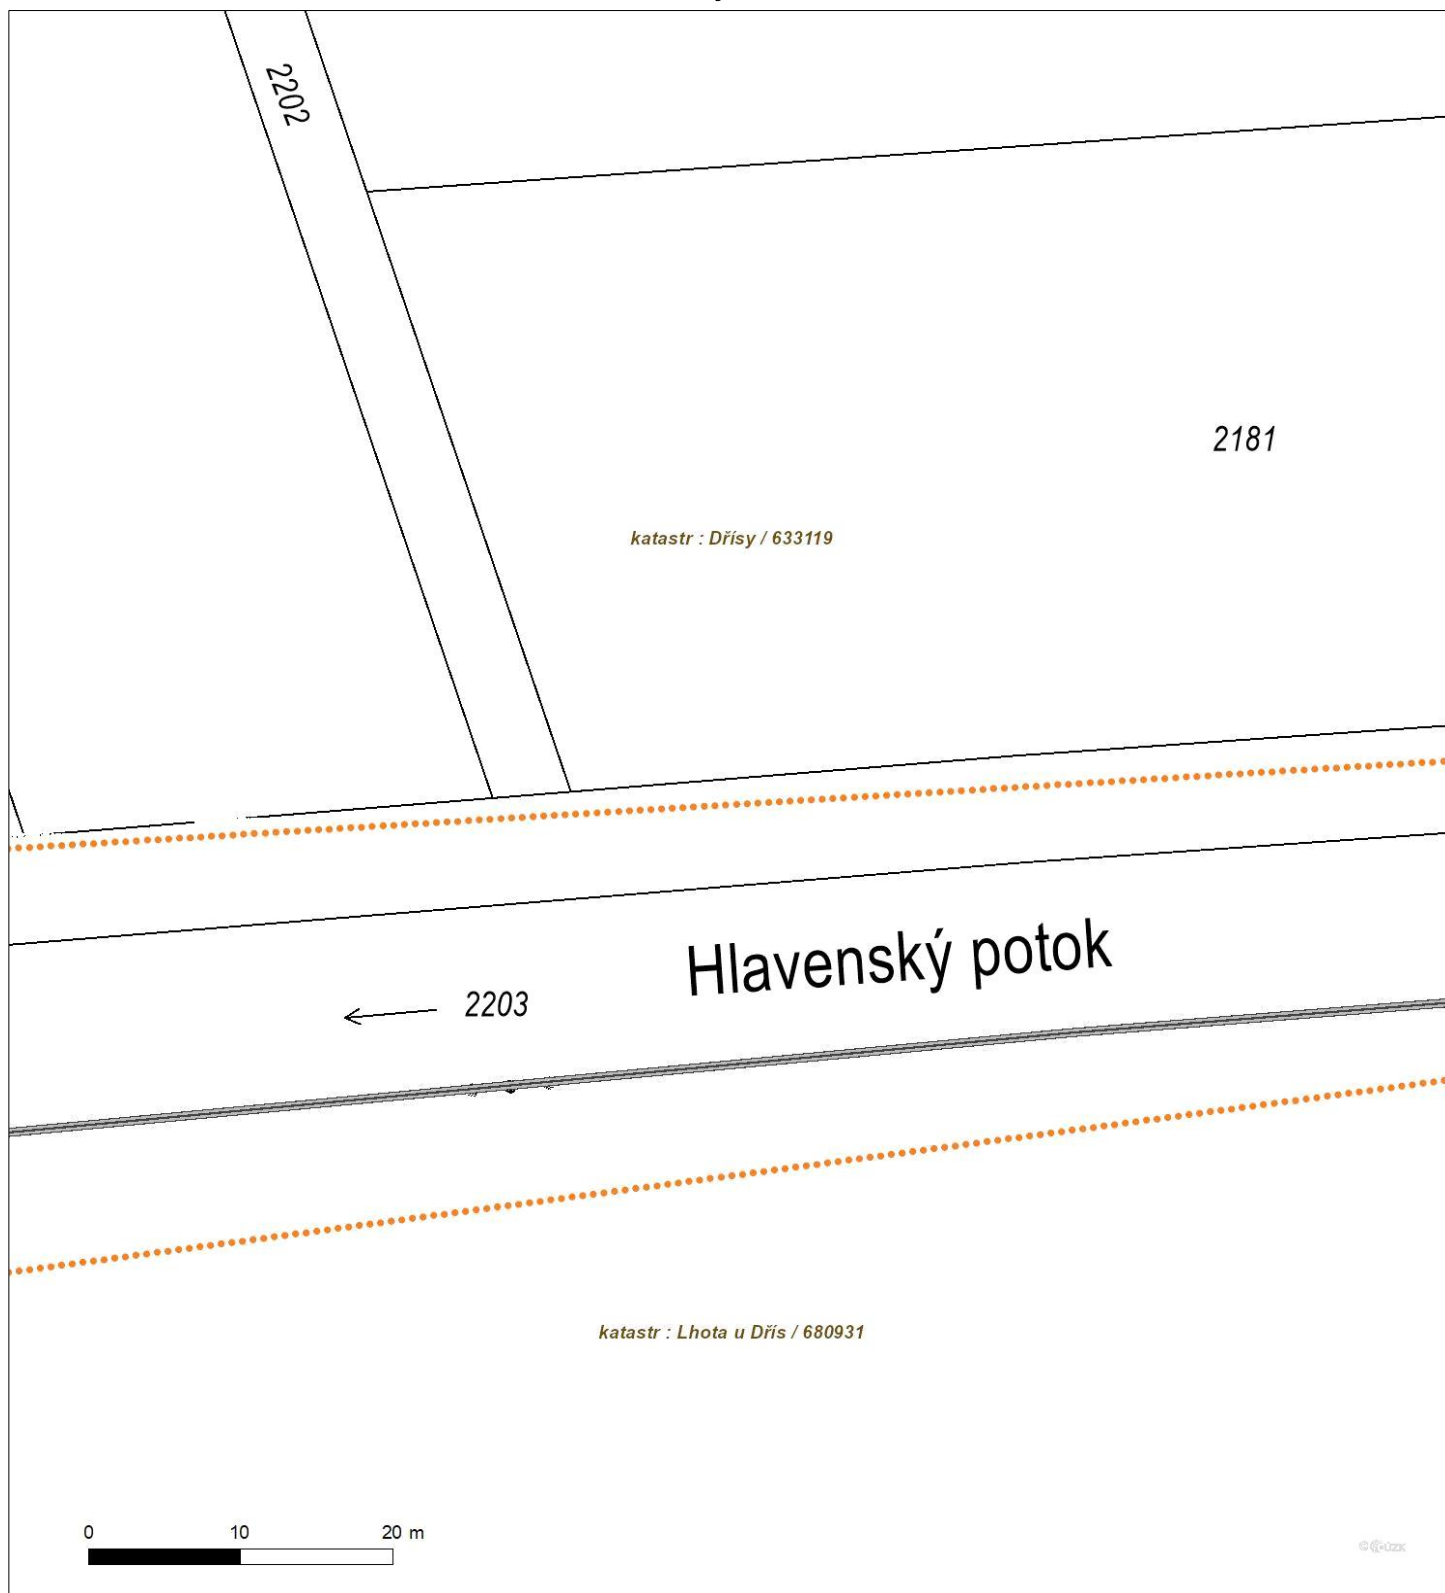 2202
2181
katastr : Dřísy / 633119
Hlavenský potok
2203
katastr : Lhota u Dřís / 680931
0 10 20 m